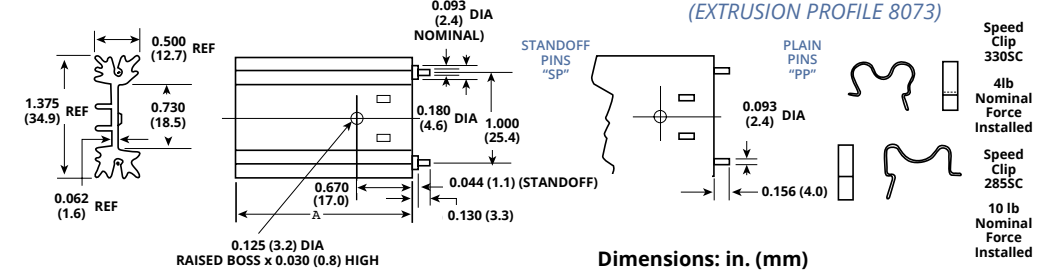 (EXTRUSION PROFILE 8073)
0.093
(2.4) DIA
NOMINAL)
0.500 REF
(12.7)
STANDOFF
PINS
“SP”
PLAIN
PINS
“PP”
Speed
Clip
330SC
4lb
Nominal
Force
Installed
1.375 REF
(34.9)
0.730
(18.5)
0.180 DIA
(4.6)
1.000
(25.4)
0.093 DIA
(2.4)
0.062 REF
(1.6)
0.670
(17.0)
0.044 (1.1) (STANDOFF)
0.130 (3.3)
A
0.156 (4.0)
Speed
Clip
285SC
10 lb
Nominal
Force
Installed
0.125 (3.2) DIA
RAISED BOSS x 0.030 (0.8) HIGH
Dimensions: in. (mm)